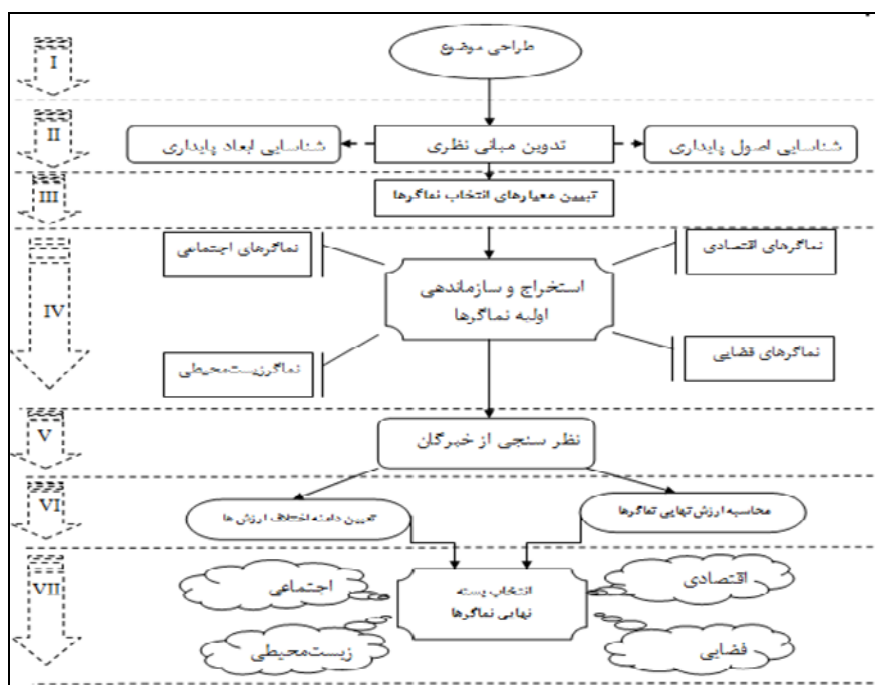 I
طراحی موضوع
II
شناسایی اصول پایداری
تدوین مبانی نظری
شناسایی ابعاد پایداری
III
تبیین معیارهای انتخاب نماگرها
نماگرهای اقتصادی
نماگرهای اجتماعی
IV
استخراج و سازماندهی
اولیه نماگرها
نماگرهای فضایی
نماگرزیست‌محیطی
V
نظر سنجی از خبرگان
VI
محاسبه ارزش نهایی نماگرها
تعیین دامنه اختلاف ارزش ها
VII
اقتصادی
اجتماعی
انتخاب بسته
نهایی نماگرها
فضایی
زیست‌محیطی